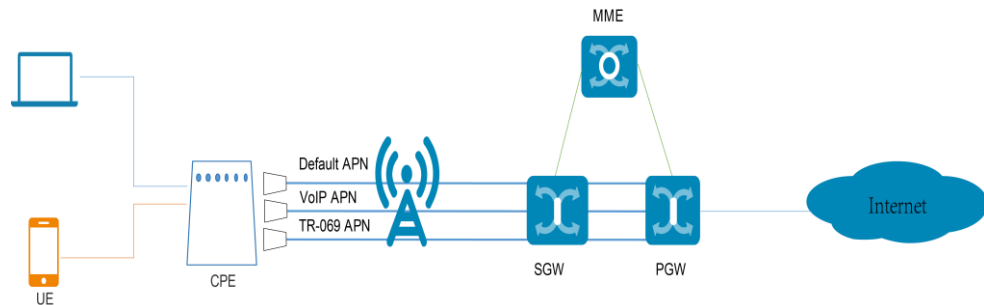 MME
Default APN
VoIP APN
TR-069 APN
Internet
CPE
SGW
PGW
UE